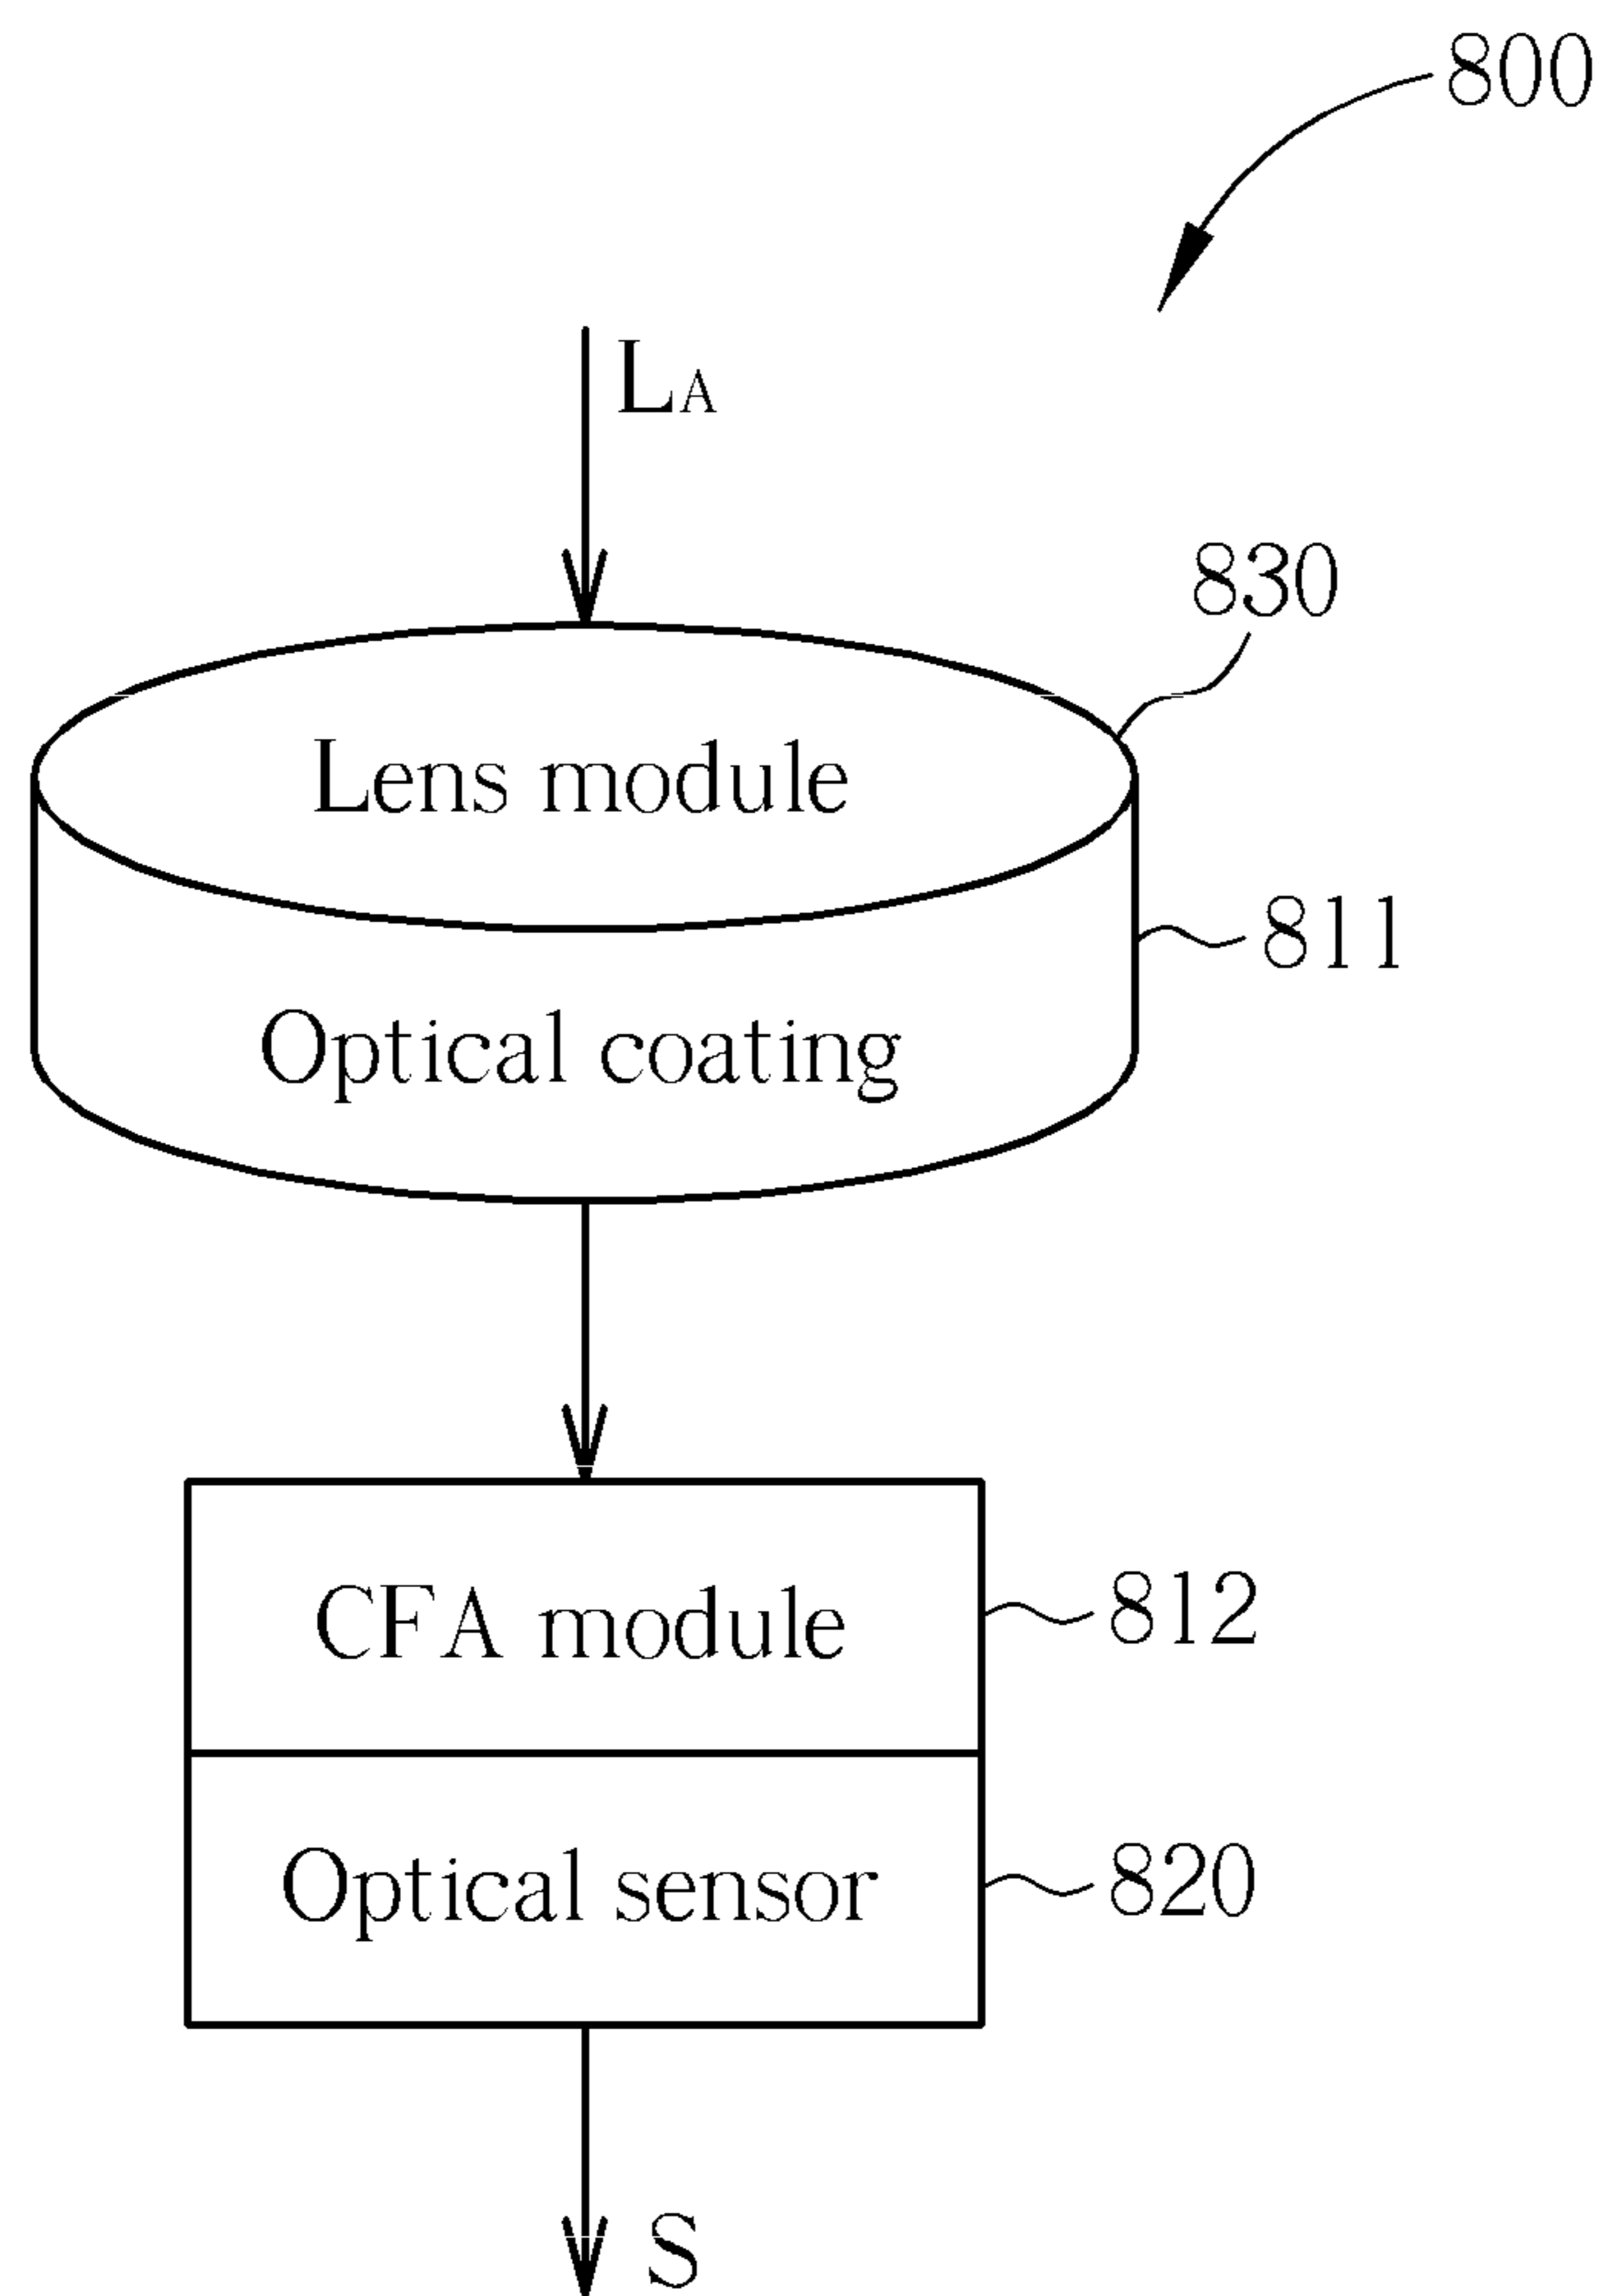 800
LA
830
Lens module
811
Optical coating
CFA module
812
Optical sensor
820
S